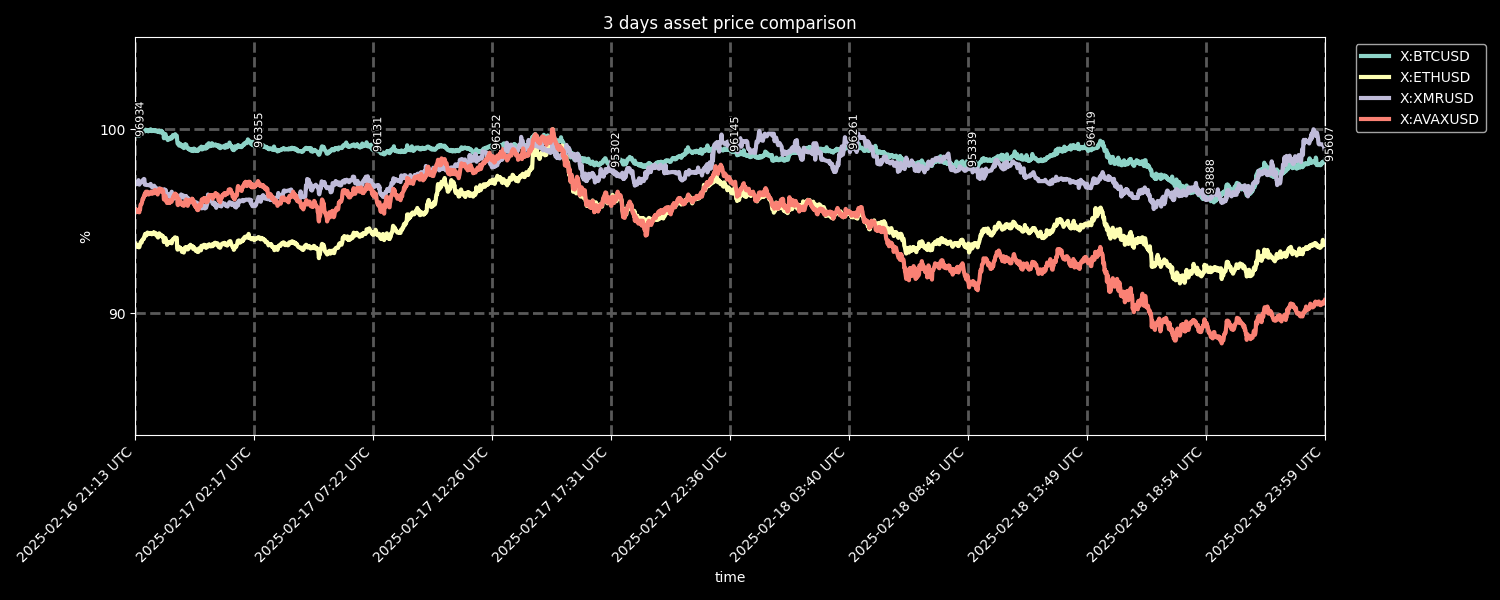 3 days asset price comparison
X:BTCUSD
X:ETHUSD
X:XMRUSD
X:AVAXUSD
100
90
%
96934
96355
96131
96252
95302
96145
96261
95339
96419
93888
95607
2025-02-16 21:13 UTC
2025-02-17 02:17 UTC
2025-02-17 07:22 UTC
2025-02-17 12:26 UTC
2025-02-17 17:31 UTC
2025-02-17 22:36 UTC
2025-02-18 03:40 UTC
2025-02-18 08:45 UTC
2025-02-18 13:49 UTC
2025-02-18 18:54 UTC
2025-02-18 23:59 UTC
time